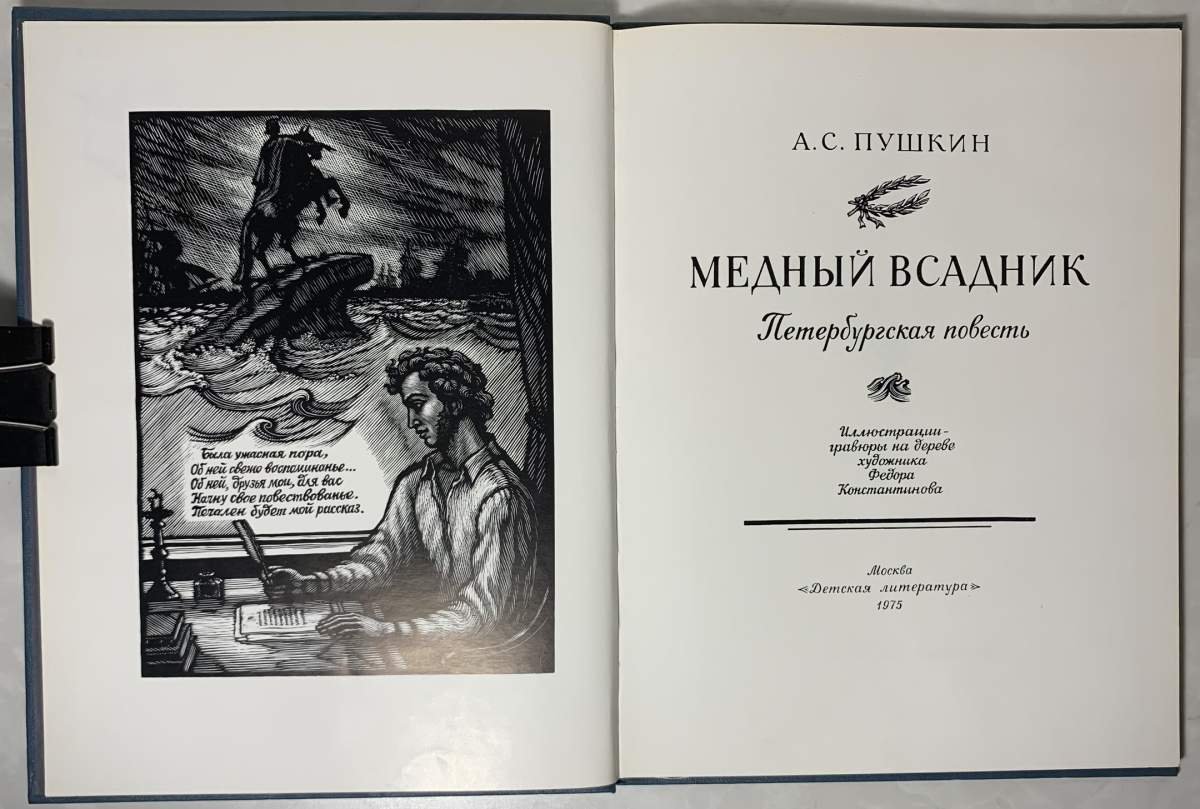 Была ужасная пора,
Об ней свежо воспоминанье...
Об ней, друзья мои, для вас
Начну свое повествованье.
Печален будет мой рассказ.
А.С. ПУШКИН
МЕДНЫЙ ВСАДНИК
Петербургская повесть
Иллюстрации-
гравюры на дереве
художника
Федора
Константинова
Москва
«Детская литература»
1975